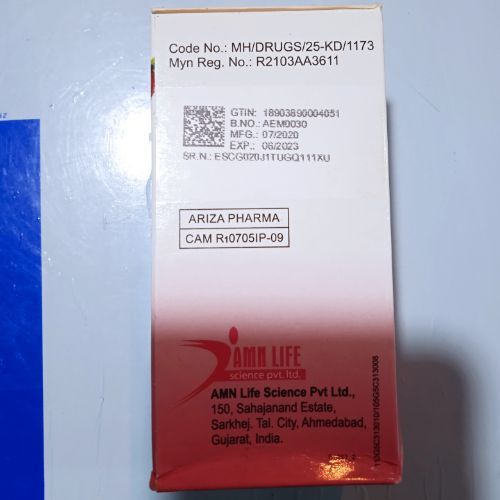 Code No.: MH/DRUGS/25-KD/1173
Myn Reg. No.: R2103AA3611
GTIN: 18903890004051
B.NO.: AEM0030
MFG.: 07/2020
EXP.: 06/2023
SR.N.: ESCG020J1TUGQ111XU
ARIZA PHARMA
CAM R10705IP-09
AMN LIFE
science pvt. ltd.
AMN Life Science Pvt Ltd.,
150, Sahajanand Estate,
Sarkhej. Tal. City, Ahmedabad,
Gujarat, India.